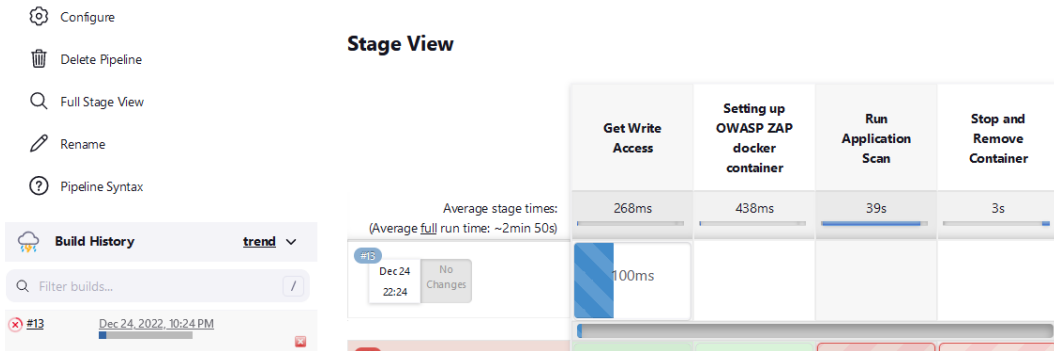 Configure
Delete Pipeline
Full Stage View
Rename
Pipeline Syntax
Build History
trend
Filter builds...
/
#13
Dec 24, 2022, 10:24 PM
Stage View
Get Write
Access
Setting up
OWASP ZAP
docker
container
Run
Application
Scan
Stop and
Remove
Container
Average stage times:
(Average full run time: ~2min 50s)
268ms
438ms
39s
3s
#13
Dec 24
22:24
No
Changes
100ms